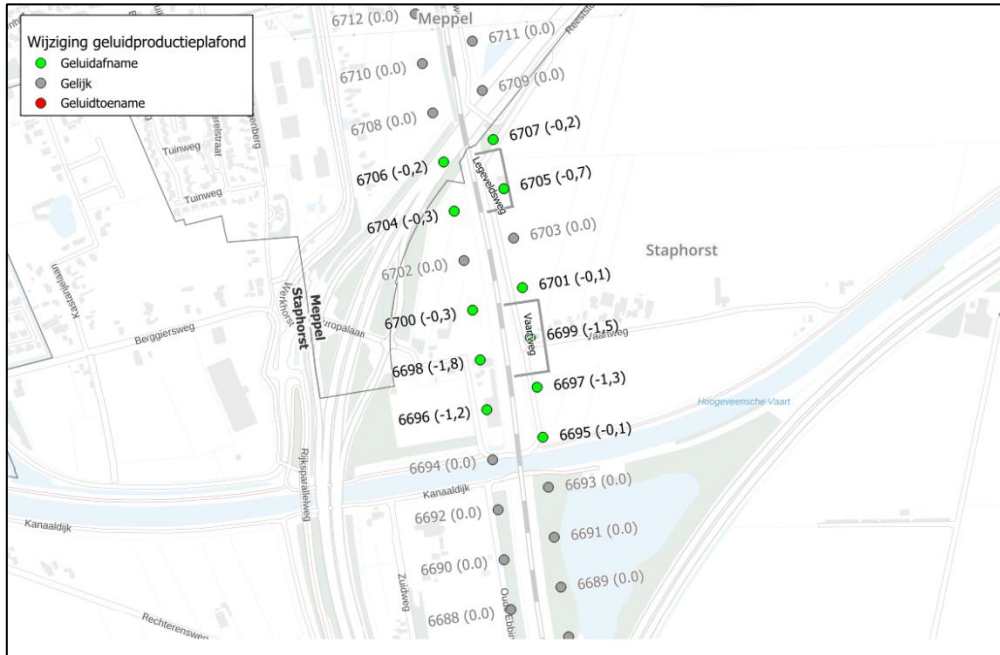 Meppel
6712 (0.0)
6711 (0.0)
Wijziging geluidproductieplafond
Geluidafname
Gelijk
Geluidtoename
6710 (0.0)
6709 (0.0)
6708 (0.0)
6707 (-0,2)
Tuinweg
6706 (-0,2)
Legeveldsweg
6705 (-0,7)
Tuinweg
6704 (-0,3)
6703 (0.0)
Staphorst
6702 (0.0)
6701 (-0,1)
Kastanjelaan
Werkhorst
Meppel
Staphorst
Berggiersweg
6700 (-0,3)
Vaartweg
6699 (-1,5)
Vaartweg
6698 (-1,8)
6697 (-1,3)
Hoogeveensche Vaart
6696 (-1,2)
6695 (-0,1)
6694 (0.0)
Rijksparallelweg
Kanaaldijk
6693 (0.0)
Kanaaldijk
6692 (0.0)
6691 (0.0)
6690 (0.0)
6689 (0.0)
Zuidweg
6688 (0.0)
Rechterensweg